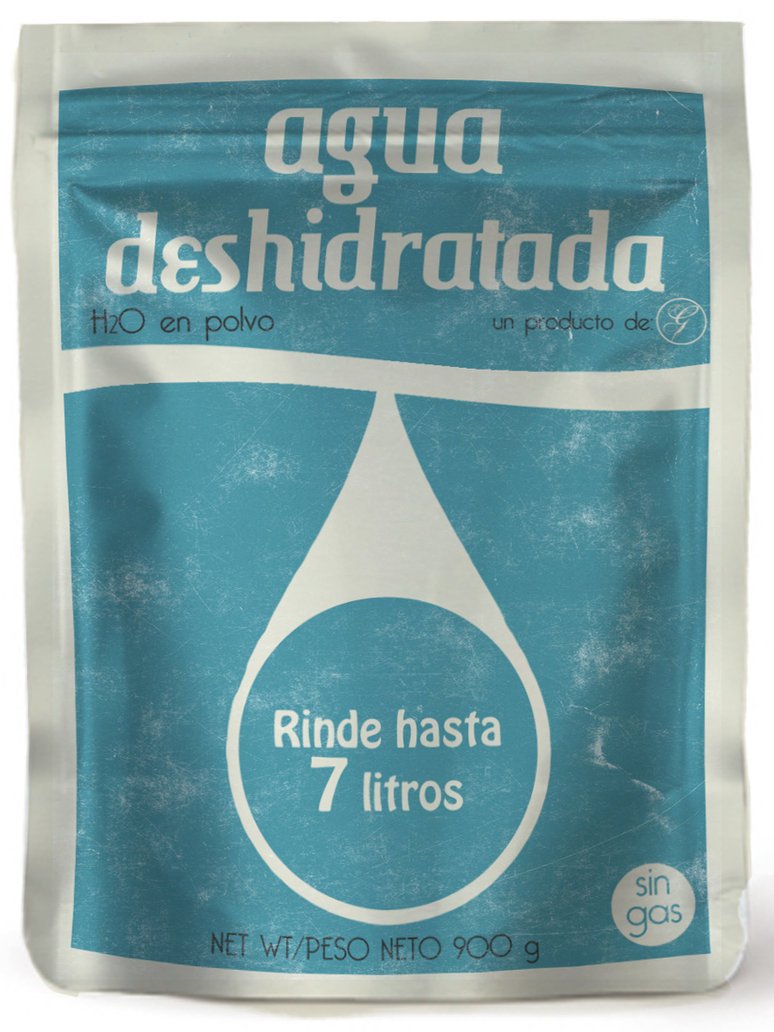 agua
deshidratada
H2O en polvo
un producto de: G
Rinde hasta
7 litros
sin
gas
NET WT/PESO NETO 900 g